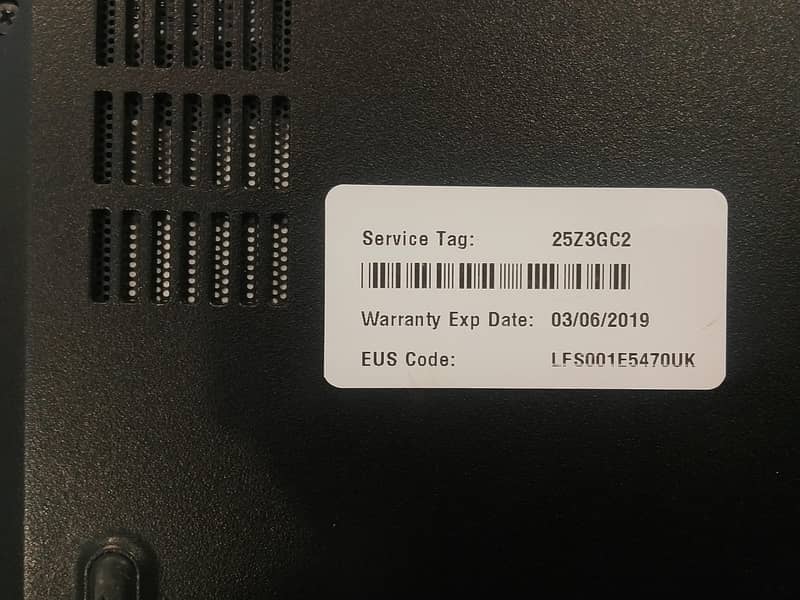 Service Tag: 25Z3GC2
Warranty Exp Date: 03/06/2019
EUS Code: LFS001E5470UK